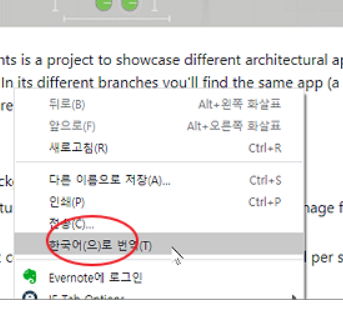 nts is a project to showcase different architectural ap
In its different branches you'll find the same app (a
re
뒤로(B) Alt+왼쪽 화살표
앞으로(F) Alt+오른쪽 화살표
새로고침(R) Ctrl+R
ck
다른 이름으로 저장(A)... Ctrl+S
tu 인쇄(P) Ctrl+P nage f
전송(C)...
t c 한국어(으)로 번역(T) l per s
Evernote에 로그인
IE Tab Options